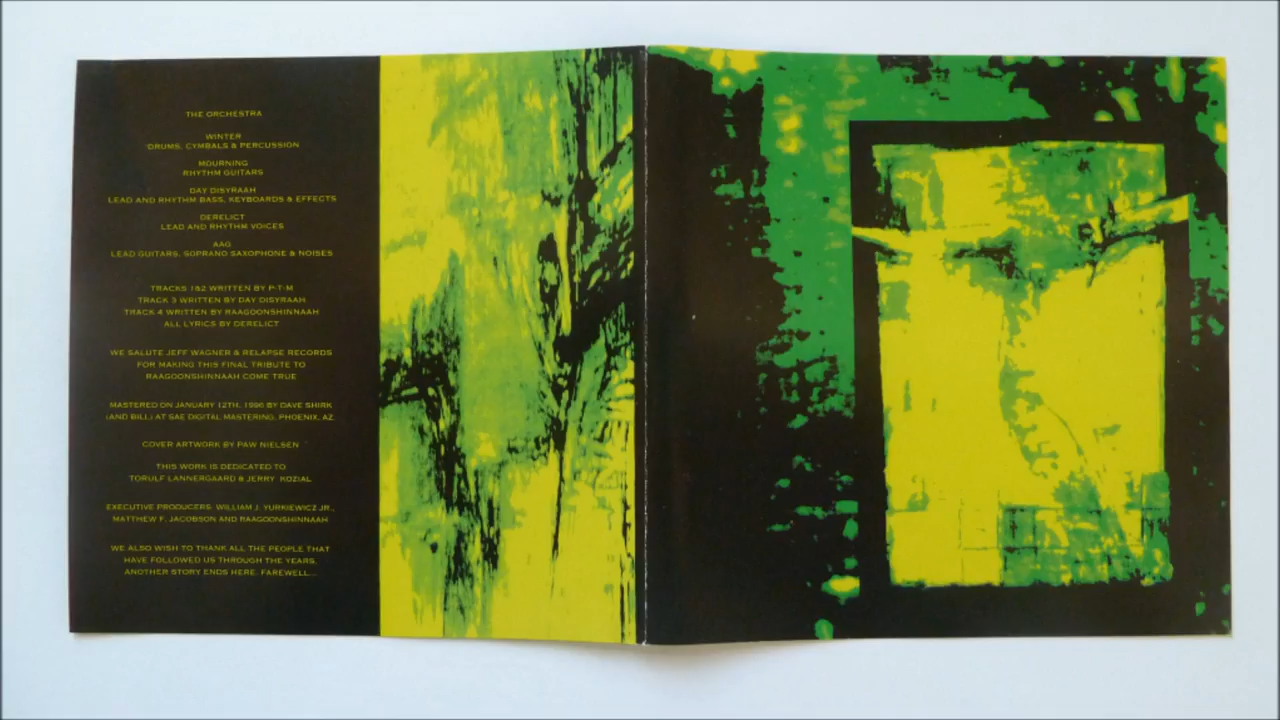 THE ORCHESTRA
WINTER
DRUMS, CYMBALS & PERCUSSION
MOURNING
RHYTHM GUITARS
DAY DISYRAAH
LEAD AND RHYTHM BASS, KEYBOARDS & EFFECTS
DERELICT
LEAD AND RHYTHM VOICES
AAG
LEAD GUITARS, SOPRANO SAXOPHONE & NOISES
TRACKS 1&2 WRITTEN BY P-T-M
TRACK 3 WRITTEN BY DAY DISYRAAH
TRACK 4 WRITTEN BY RAAGOONSHINNAAH
ALL LYRICS BY DERELICT
WE SALUTE JEFF WAGNER & RELAPSE RECORDS
FOR MAKING THIS FINAL TRIBUTE TO
RAAGOONSHINNAAH COME TRUE
MASTERED ON JANUARY 12TH, 1996 BY DAVE SHIRK
(AND BILL) AT SAE DIGITAL MASTERING, PHOENIX, AZ
COVER ARTWORK BY PAW NIELSEN
THIS WORK IS DEDICATED TO
TORULF LANNERGAARD & JERRY KOZIAL
EXECUTIVE PRODUCERS: WILLIAM J. YURKIEWICZ JR.,
MATTHEW F. JACOBSON AND RAAGOONSHINNAAH
WE ALSO WISH TO THANK ALL THE PEOPLE THAT
HAVE FOLLOWED US THROUGH THE YEARS.
ANOTHER STORY ENDS HERE. FAREWELL...